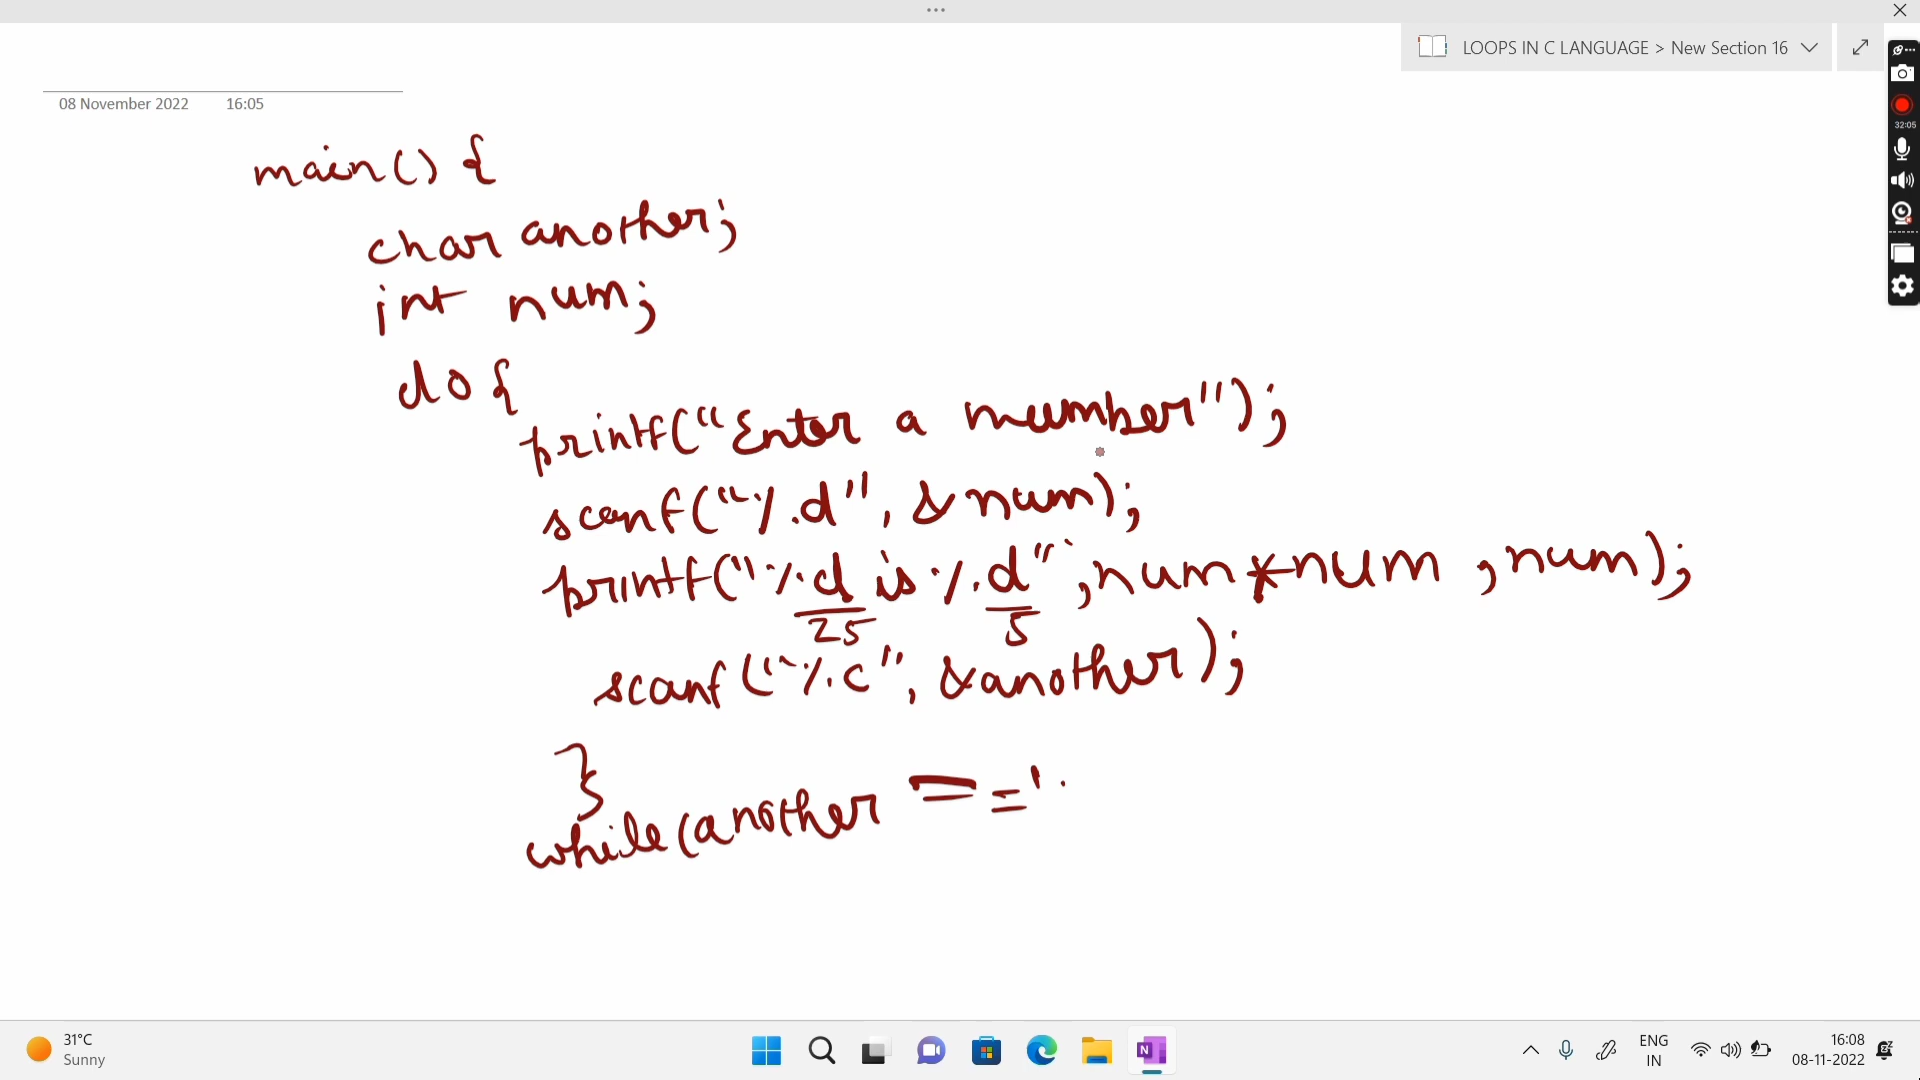 LOOPS IN C LANGUAGE > New Section 16
32:05
08 November 2022 16:05
main() {
char another;
int num;
do {
printf("Enter a number");
scanf("%d", &num);
printf("%d is %d", num*num, num);
25 5
scanf("%c", &another);
}
while(another == = '
31°C
Sunny
ENG
IN
16:08
08-11-2022